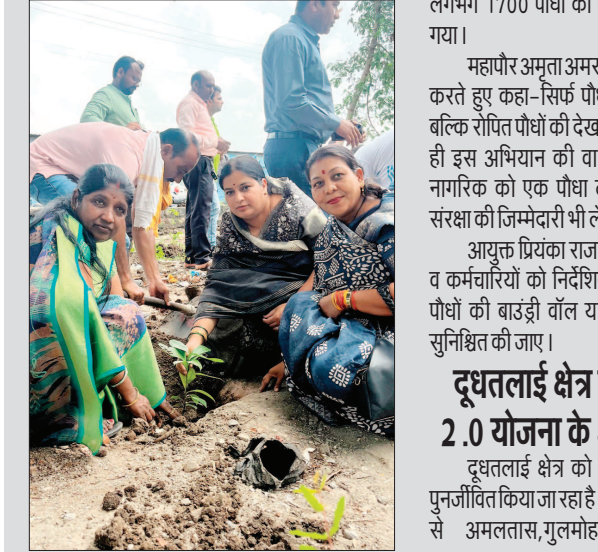 लगभग 1700 पौधों का
गया।
महापौर अमृता अमर
करते हुए कहा-सिर्फ पौध
बल्कि रोपित पौधों की देख
ही इस अभियान की वा
नागरिक को एक पौधा ल
संरक्षा की जिम्मेदारी भी ले
आयुक्त प्रियंका राज
व कर्मचारियों को निर्देशि
पौधों की बाउंड्री वॉल या
सुनिश्चित की जाए।
दूधतलाई क्षेत्र
2.0 योजना के
दूधतलाई क्षेत्र को
पुनर्जीवित किया जा रहा है
से अमलतास,गुलमोह